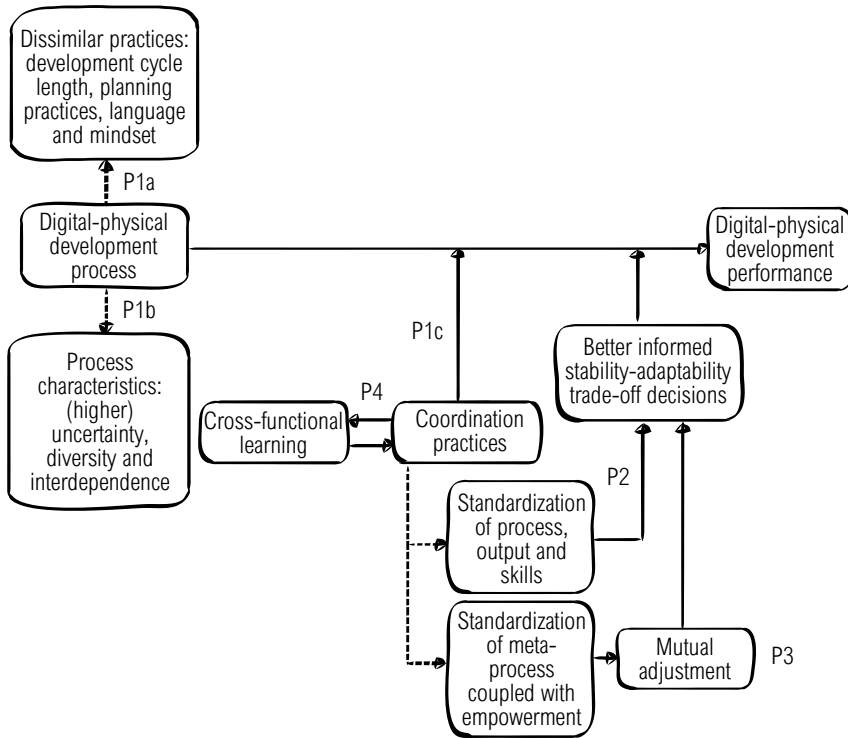 Dissimilar practices:
development cycle
length, planning
practices, language
and mindset
P1a
Digital-physical
development
process
Digital-physical
development
performance
P1b
P1c
Process
characteristics:
(higher)
uncertainty,
diversity and
interdependence
Better informed
stability-adaptability
trade-off decisions
P4
Cross-functional
learning
Coordination
practices
P2
Standardization
of process,
output and
skills
Standardization
of meta-
process
coupled with
empowerment
Mutual
adjustment
P3